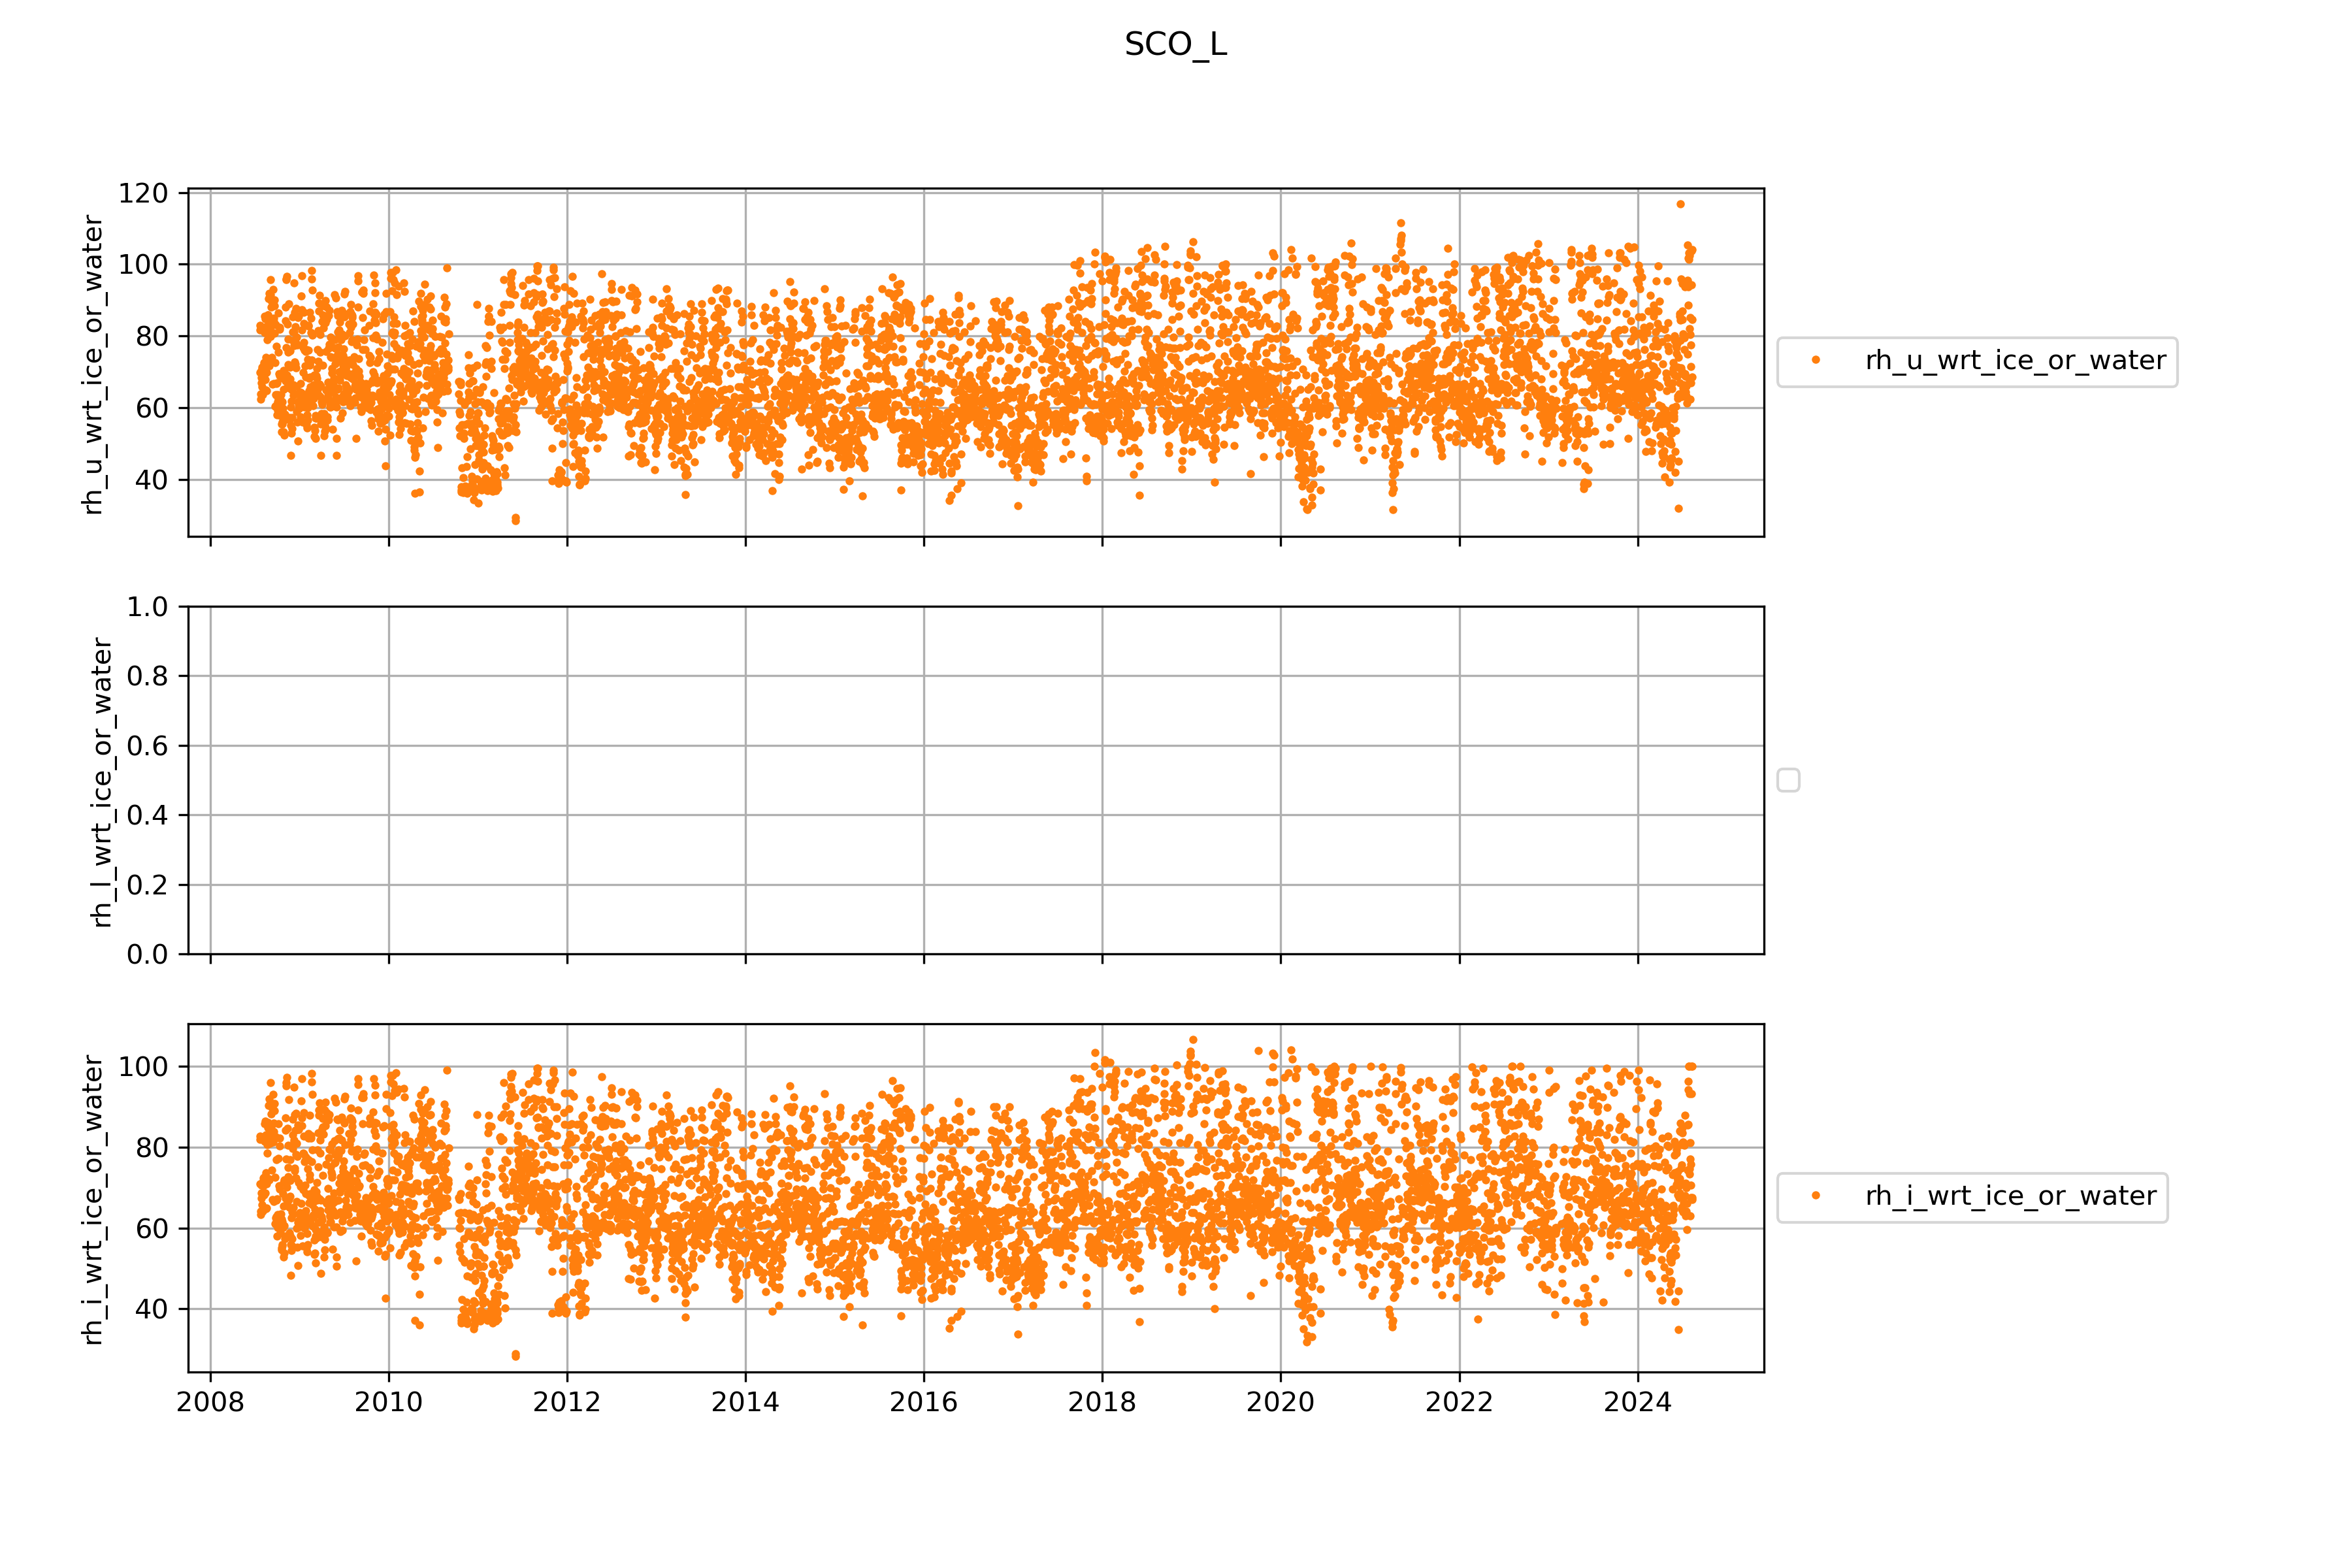 SCO_L
120
100
80
60
40
rh_u_wrt_ice_or_water
rh_u_wrt_ice_or_water
1.0
0.8
0.6
0.4
0.2
0.0
rh_l_wrt_ice_or_water
100
80
60
40
rh_i_wrt_ice_or_water
rh_i_wrt_ice_or_water
2008 2010 2012 2014 2016 2018 2020 2022 2024